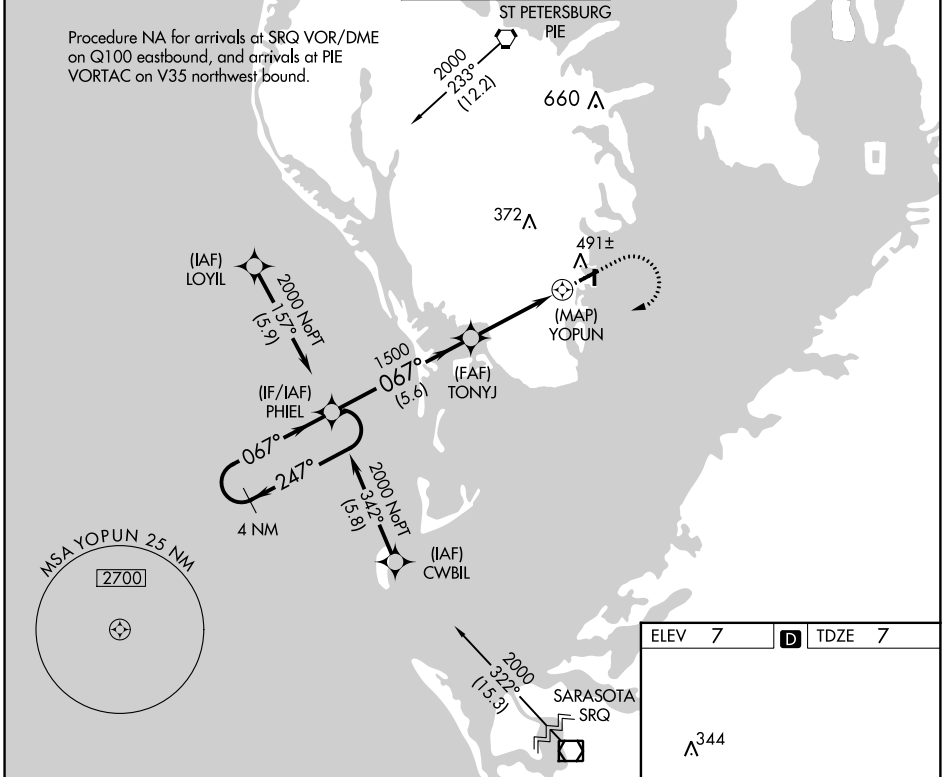 ST PETERSBURG
PIE
Procedure NA for arrivals at SRQ VOR/DME
on Q100 eastbound, and arrivals at PIE
VORTAC on V35 northwest bound.
2000
233°
(12.2)
660
372
491±
(IAF)
LOYIL
2000 NoPT
157°
(5.9)
(MAP)
YOPUN
1500
067°
(5.6)
(FAF)
TONYJ
(IF/IAF)
PHIEL
067°
247°
4 NM
2000 NoPT
342°
(5.8)
(IAF)
CWBIL
MSA YOPUN 25 NM
2700
2000
322°
(15.3)
SARASOTA
SRQ
ELEV 7 D TDZE 7
344